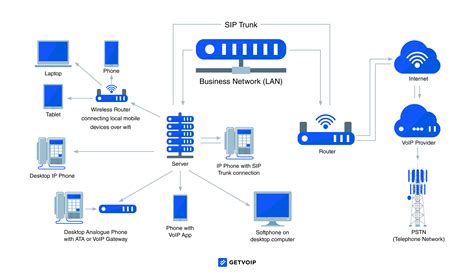 SIP Trunk
Laptop
Phone
Business Network (LAN)
Internet
Tablet
Wireless Router
connecting local mobile
devices over wifi
Server
IP Phone with SIP
Trunk connection
Router
VoIP Provider
Desktop IP Phone
Desktop Analogue Phone
with ATA or VoIP Gateway
Phone with
VoIP App
Softphone on
desktop computer
PSTN
(Telephone Network)
GETVOIP